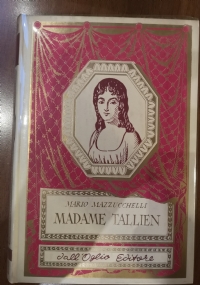 MARIO MAZZUCCHELLI
MADAME TALLIEN
dall'Oglio Editore